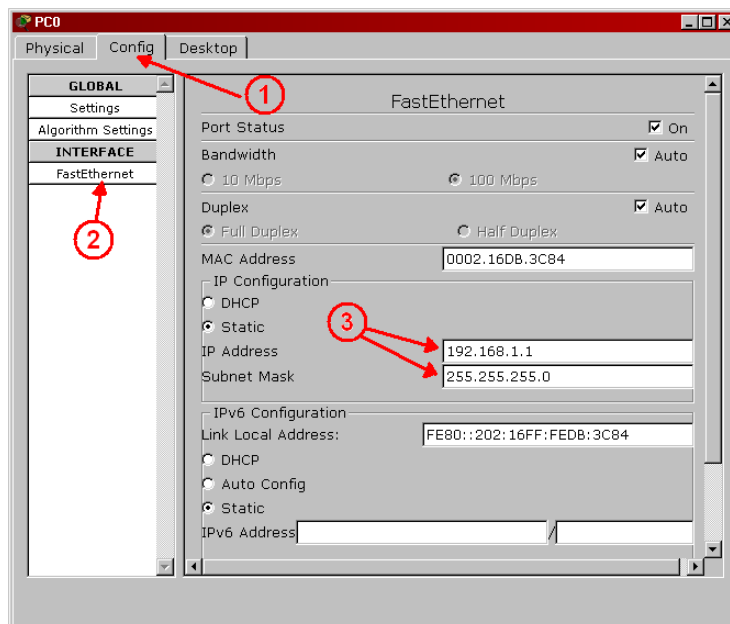 PC0
Physical Config Desktop
GLOBAL
Settings
Algorithm Settings
INTERFACE
FastEthernet
1
2
FastEthernet
Port Status On
Bandwidth Auto
10 Mbps 100 Mbps
Duplex Auto
Full Duplex Half Duplex
MAC Address 0002.16DB.3C84
IP Configuration
DHCP
Static
3
IP Address 192.168.1.1
Subnet Mask 255.255.255.0
IPv6 Configuration
Link Local Address: FE80::202:16FF:FEDB:3C84
DHCP
Auto Config
Static
IPv6 Address /